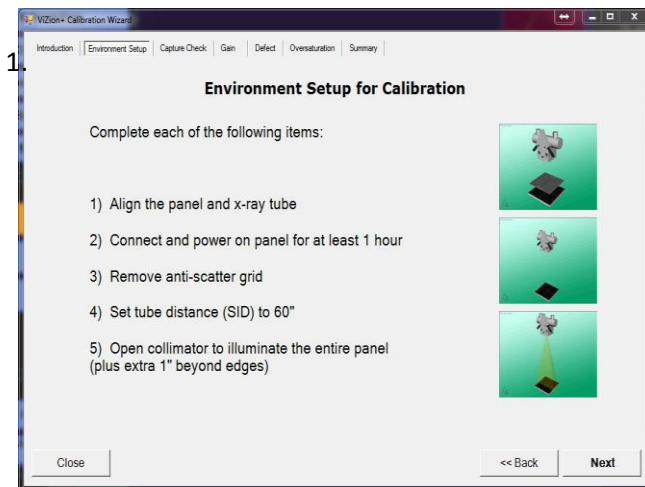 ViZion+ Calibration Wizard
Introduction Environment Setup Capture Check Gain Defect Oversaturation Summary
1.
Environment Setup for Calibration
Complete each of the following items:
1) Align the panel and x-ray tube
2) Connect and power on panel for at least 1 hour
3) Remove anti-scatter grid
4) Set tube distance (SID) to 60"
5) Open collimator to illuminate the entire panel
(plus extra 1" beyond edges)
Close << Back Next